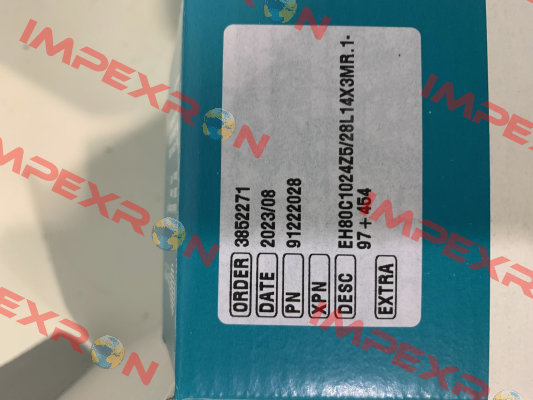 ORDER 3852271
DATE 2023/08
PN 91222028
XPN
DESC EH80C1024Z5/28L14X3MR.1-
97+454
EXTRA
IMPEXRON
IMPEXRON
IMPEXRON
IMPEXRON
IMPEXRON